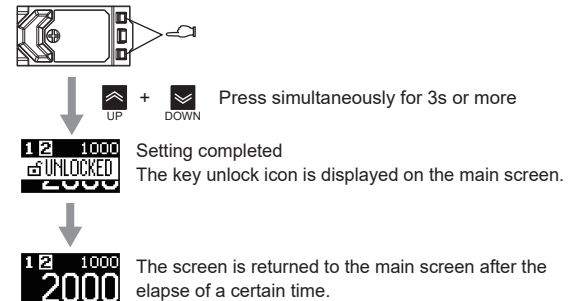 + Press simultaneously for 3s or more
UP DOWN
1 2 1000
UNLOCKED
2000
Setting completed
The key unlock icon is displayed on the main screen.
1 2 1000
2000
The screen is returned to the main screen after the
elapse of a certain time.